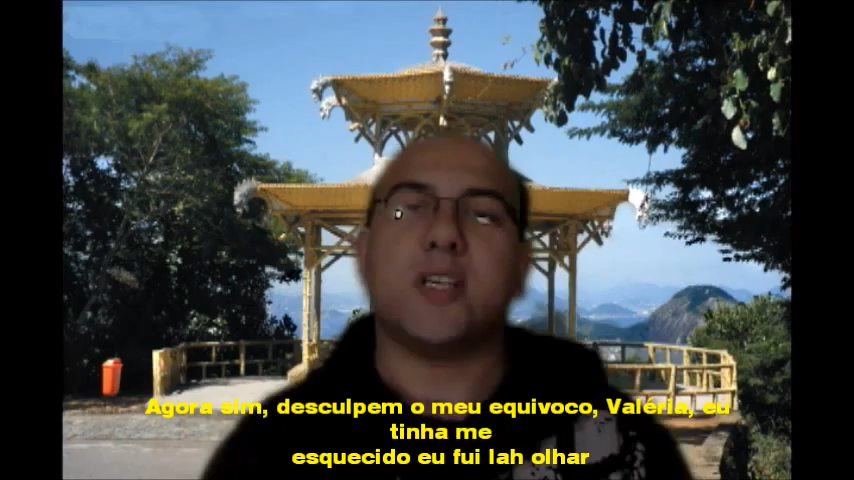 Agora sim, desculpem o meu equivoco, Valéria, eu
tinha me
esquecido eu fui lah olhar